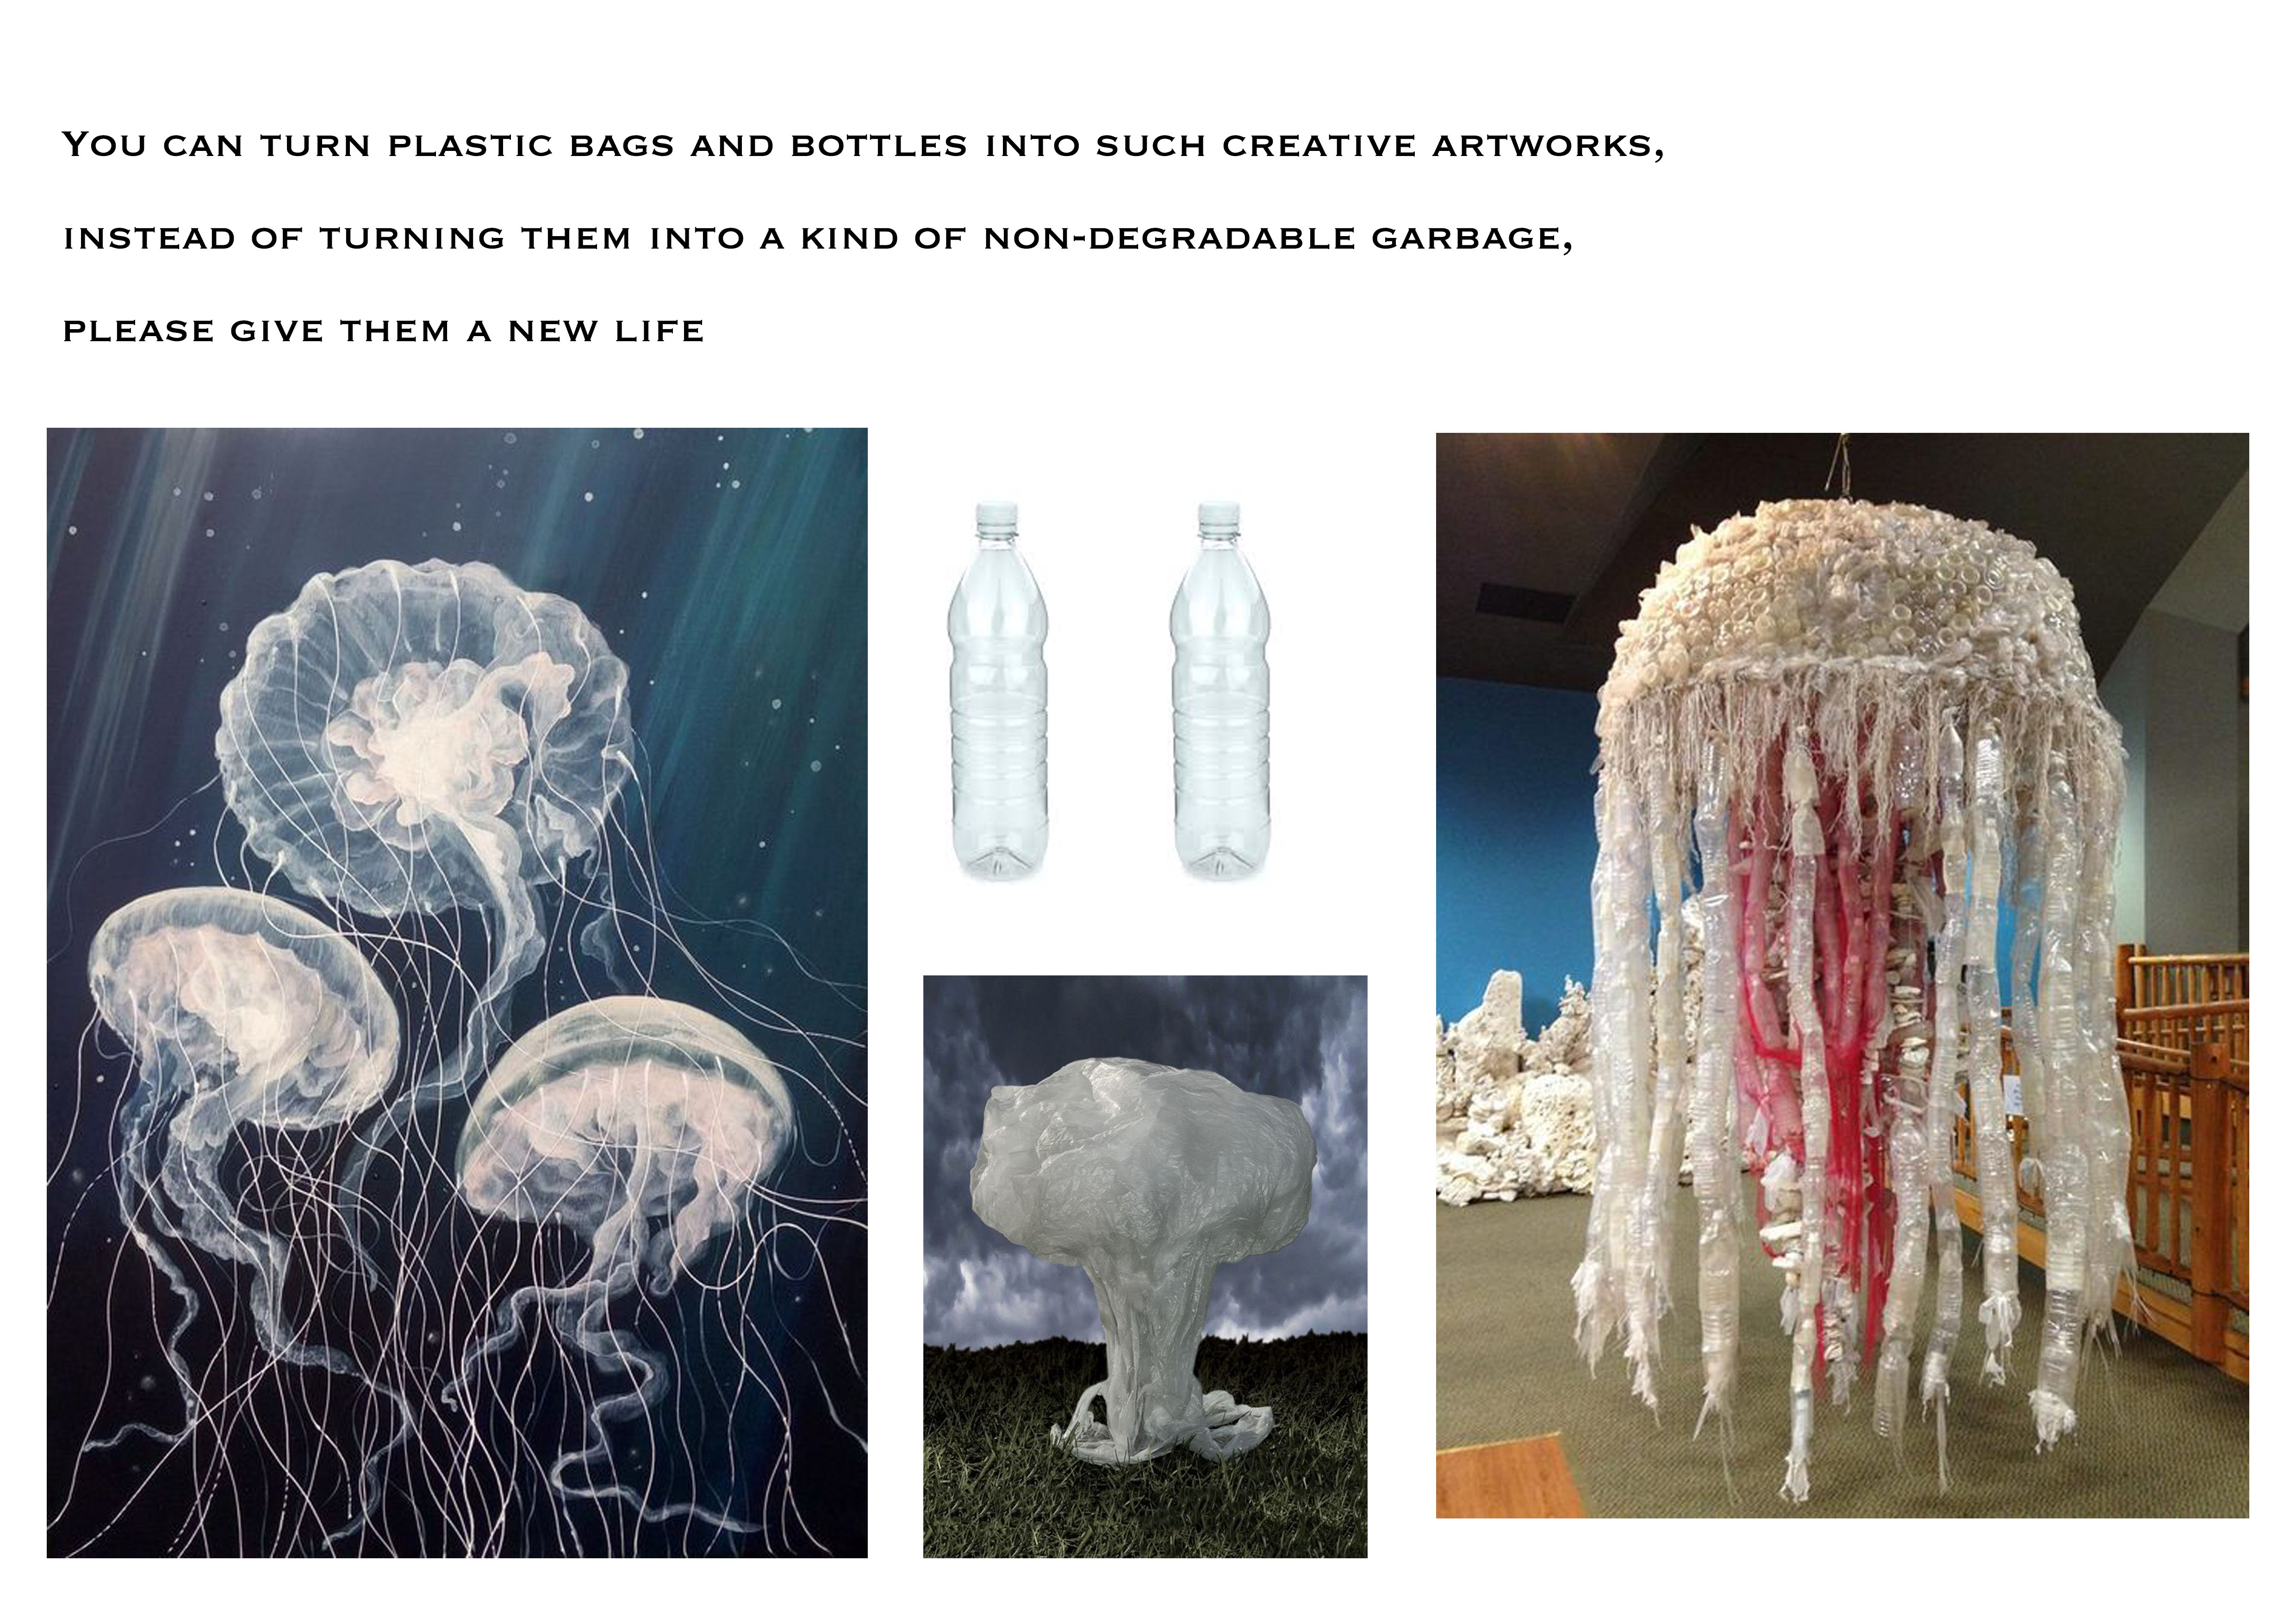 You can turn plastic bags and bottles into such creative artworks,
instead of turning them into a kind of non-degradable garbage,
please give them a new life